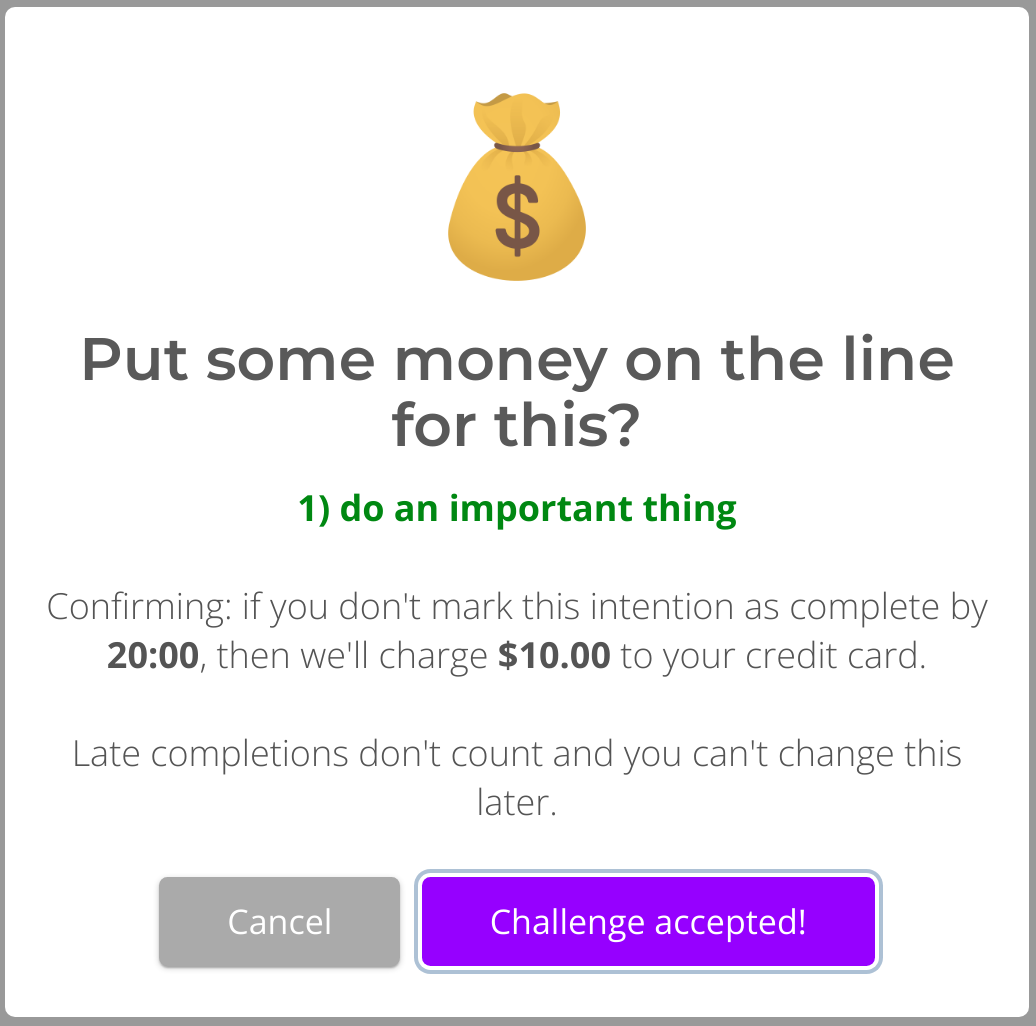 $
Put some money on the line
for this?
1) do an important thing
Confirming: if you don't mark this intention as complete by
20:00, then we'll charge $10.00 to your credit card.
Late completions don't count and you can't change this
later.
Cancel
Challenge accepted!